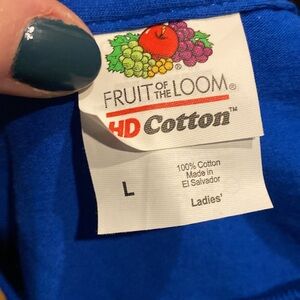 FRUIT OF THE LOOM®
HD Cotton™
L
100% Cotton
Made in
El Salvador
Ladies'